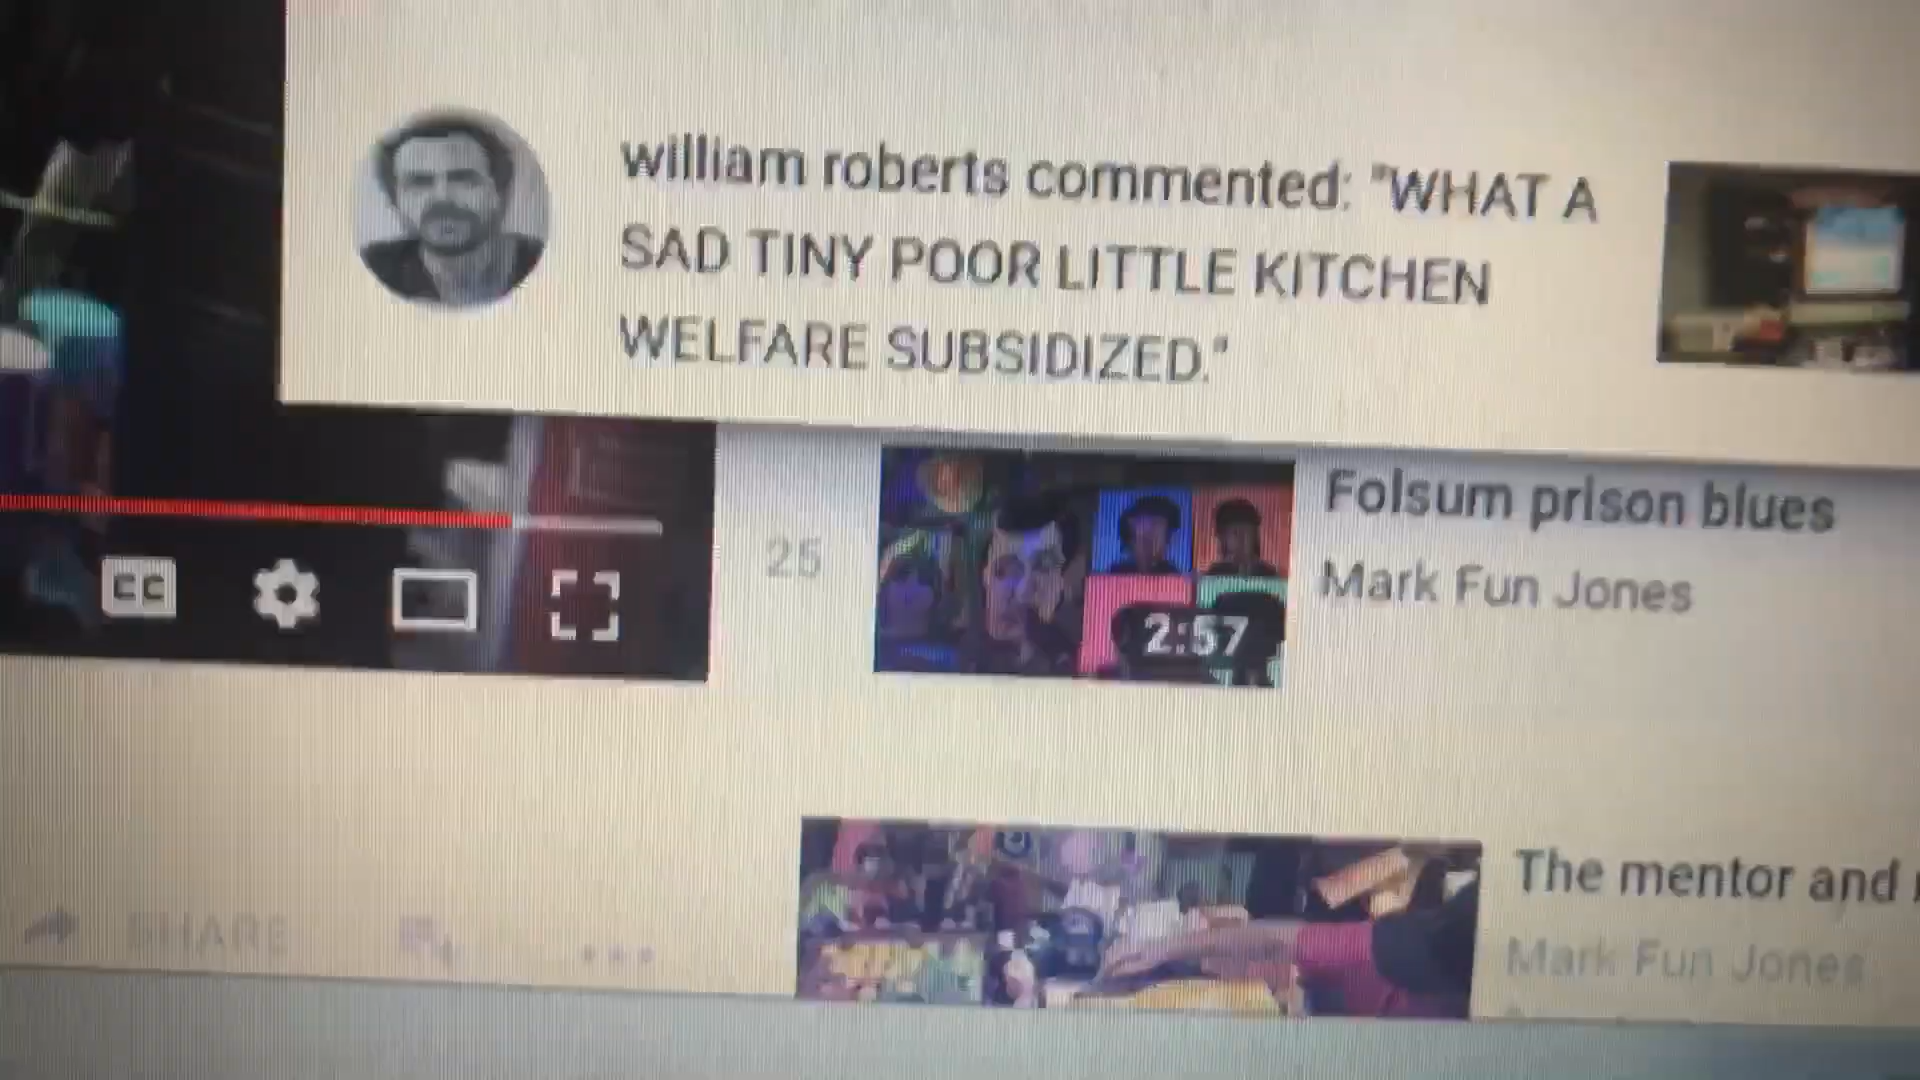 william roberts commented: "WHAT A
SAD TINY POOR LITTLE KITCHEN
WELFARE SUBSIDIZED."
25
2:57
Folsum prison blues
Mark Fun Jones
CC
SHARE
The mentor and
Mark Fun Jones